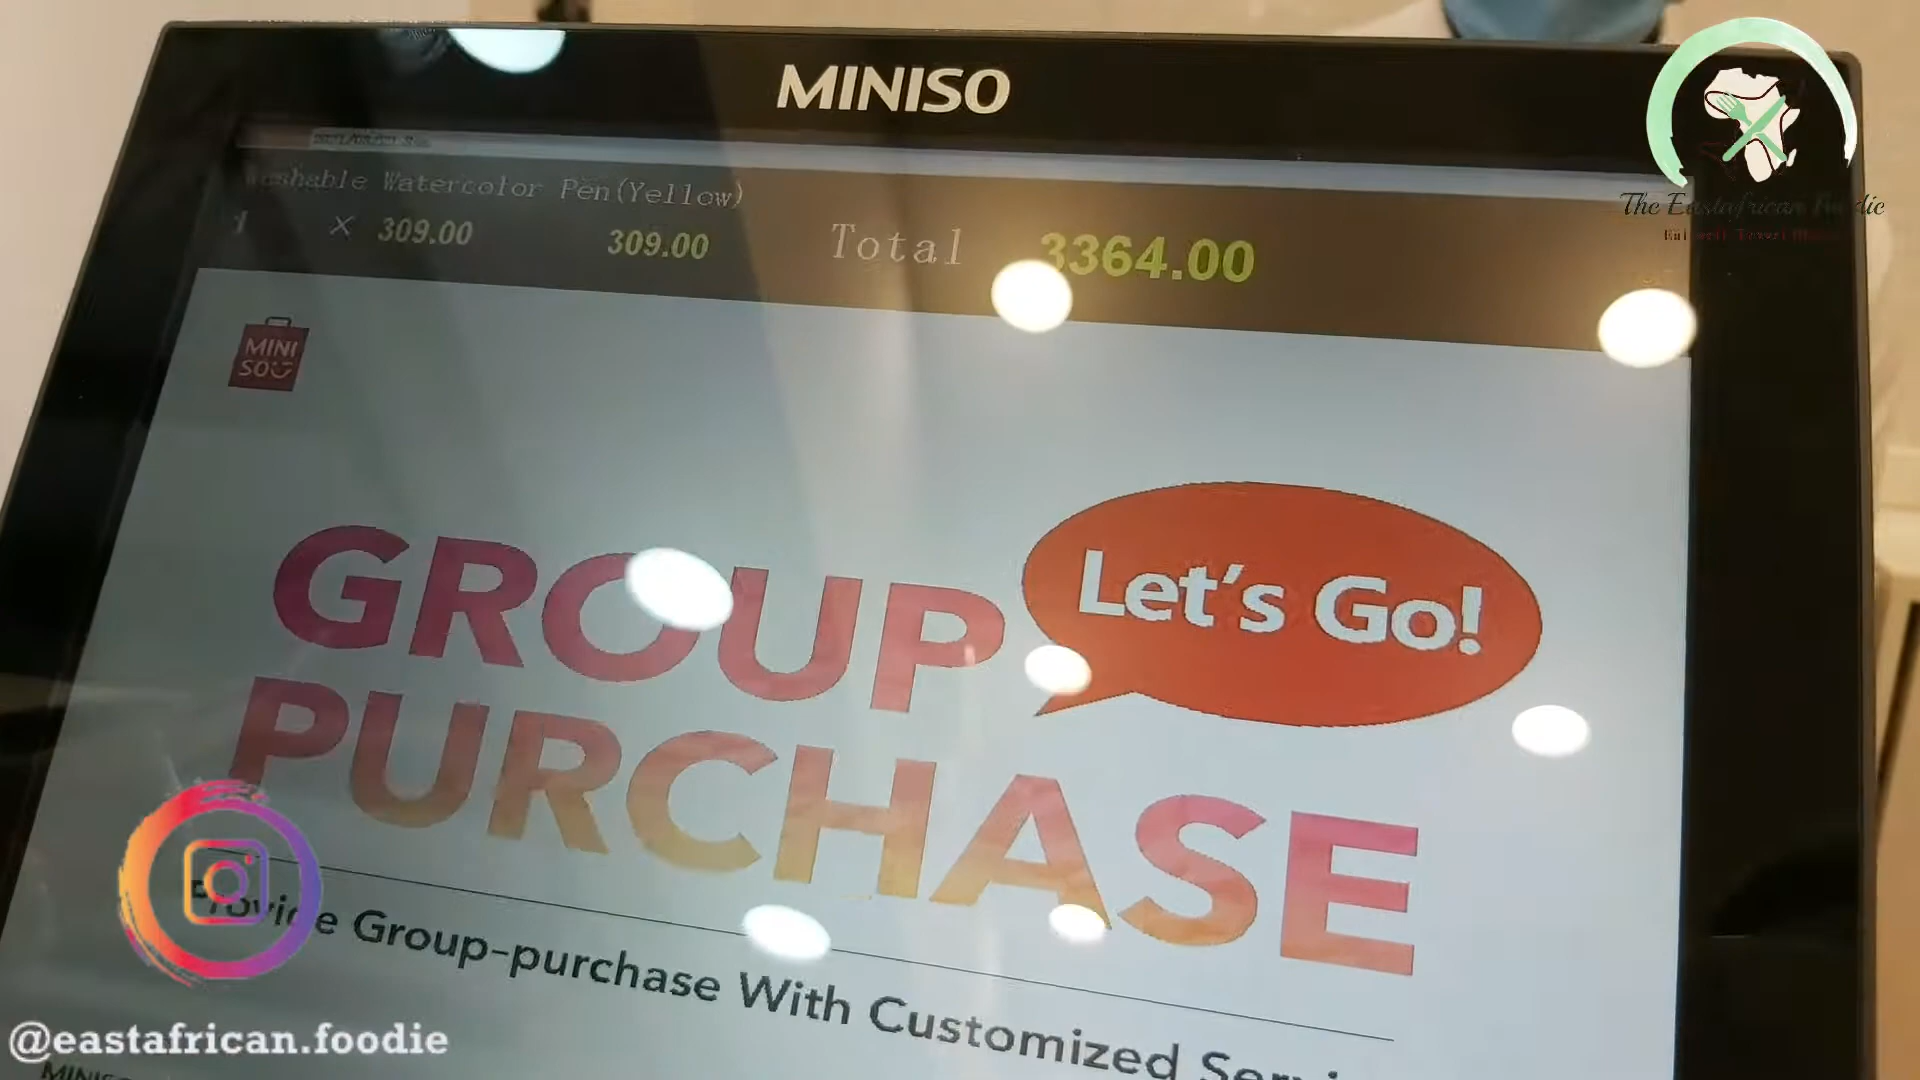 MINISO
Washable Watercolor Pen(Yellow)
× 309.00 309.00 Total 3364.00
MINI
SO
The Eastafrican Foodie
Let's Go!
GROUP
PURCHASE
Provide Group-purchase With Customized
@eastafrican.foodie